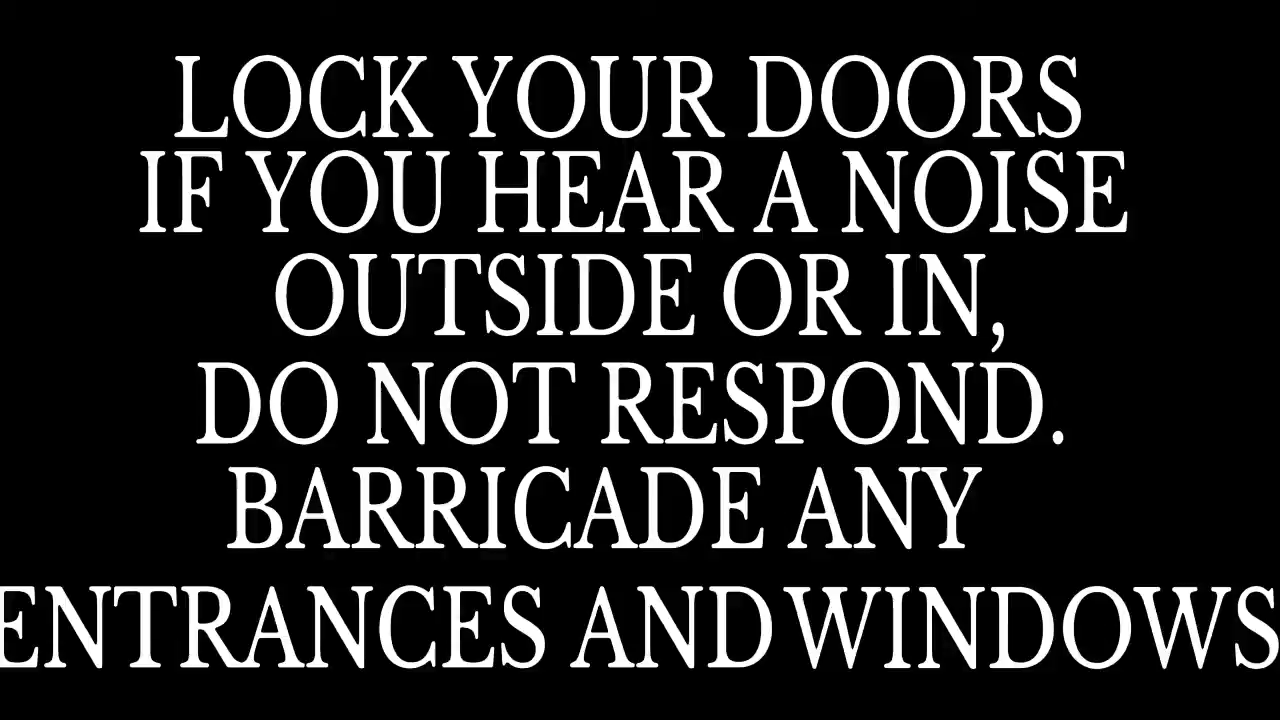 LOCK YOUR DOORS
IF YOU HEAR A NOISE
OUTSIDE OR IN,
DO NOT RESPOND.
BARRICADE ANY
ENTRANCES AND WINDOWS